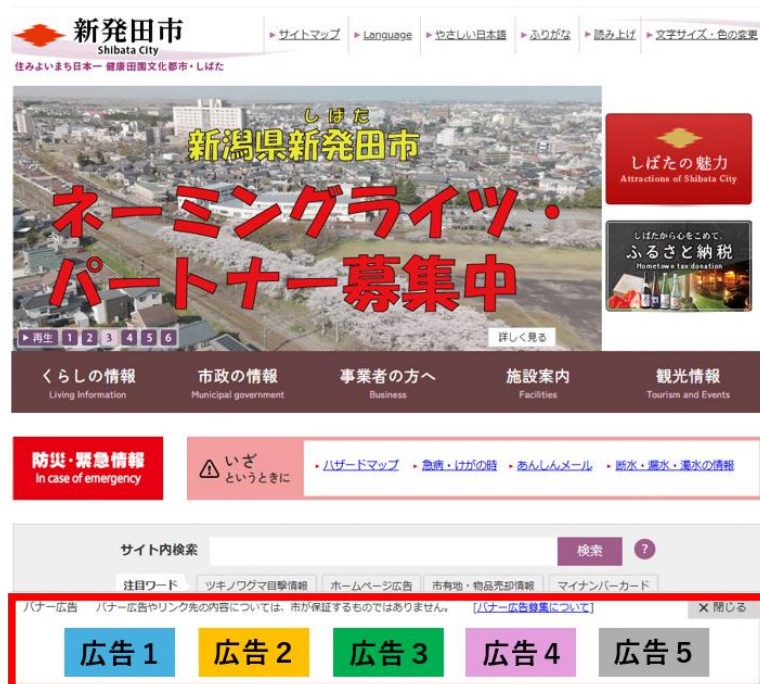 新発田市
Shibata City
住みよいまち日本一 健康田園文化都市・しばた
サイトマップ Language やさしい日本語 ふりがな 読み上げ 文字サイズ・色の変更
しばた
新潟県新発田市
ネーミングライツ・
パートナー募集中
再生 1 2 3 4 5 6
詳しく見る
しばたの魅力
Attractions of Shibata City
しばたから心をこめて。
ふるさと納税
Hometown tax donation
くらしの情報 市政の情報 事業者の方へ 施設案内 観光情報
Living Information Municipal government Business Facilities Tourism and Events
防災・緊急情報
In case of emergency
いざ
というときに
ハザードマップ 急病・けがの時 あんしんメール 断水・漏水・濁水の情報
サイト内検索 検索 ?
注目ワード ツキノワグマ目撃情報 ホームページ広告 市有地・物品売却情報 マイナンバーカード
バナー広告 バナー広告やリンク先の内容については、市が保証するものではありません。 [バナー広告募集について] ×閉じる
広告1 広告2 広告3 広告4 広告5